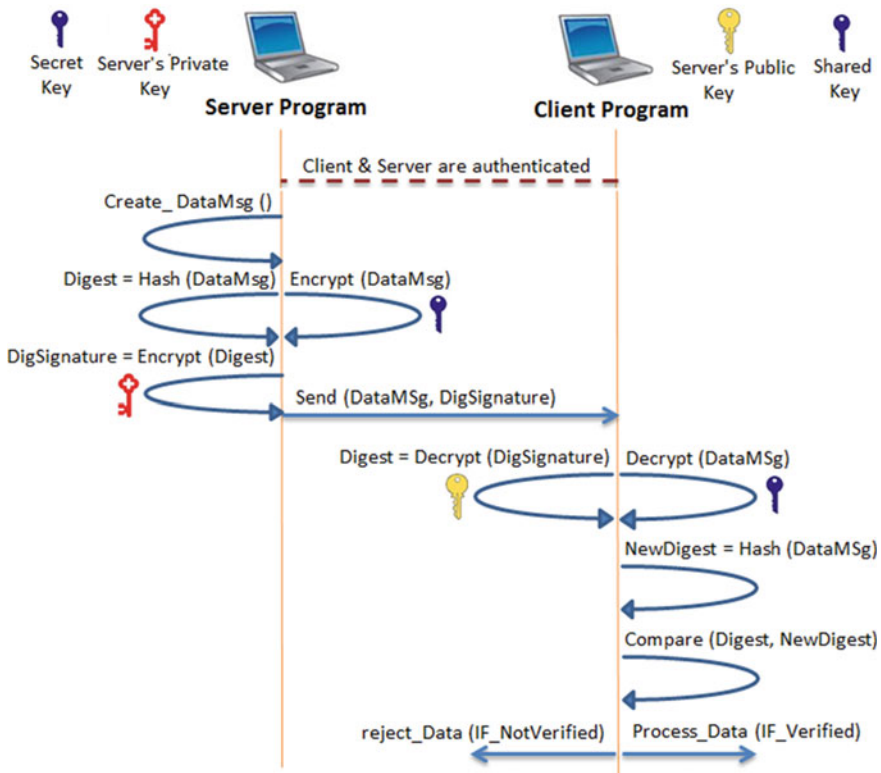 Secret Key
Server's Private Key
Server Program
Client Program
Server's Public Key
Shared Key
Client & Server are authenticated
Create_ DataMsg ()
Digest = Hash (DataMsg)
Encrypt (DataMsg)
DigSignature = Encrypt (Digest)
Send (DataMSg, DigSignature)
Digest = Decrypt (DigSignature)
Decrypt (DataMSg)
NewDigest = Hash (DataMSg)
Compare (Digest, NewDigest)
reject_Data (IF_NotVerified)
Process_Data (IF_Verified)